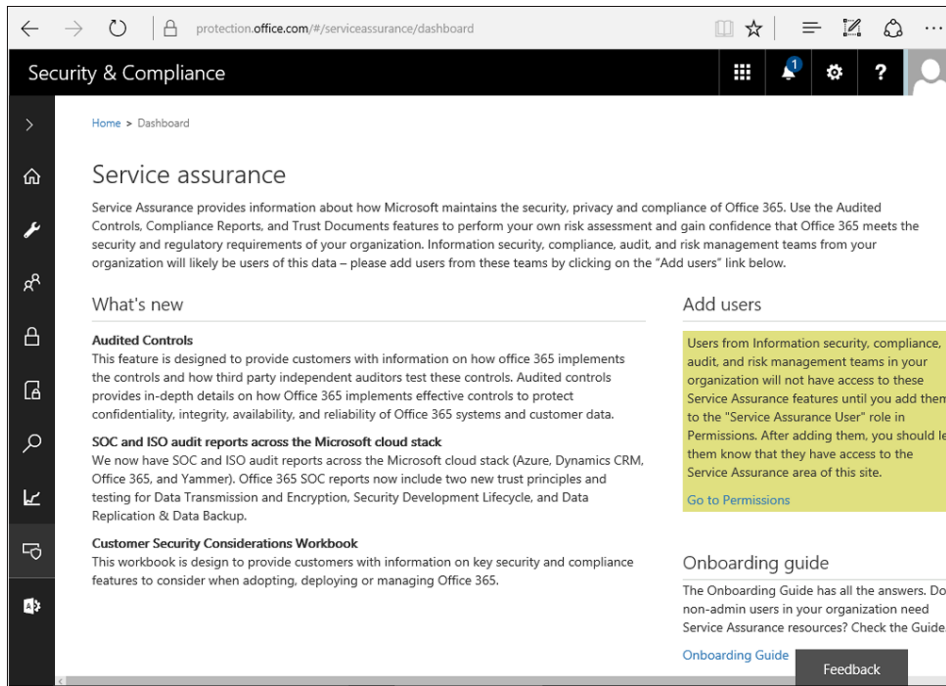 protection.office.com/#/serviceassurance/dashboard
Security & Compliance
1
?
Home > Dashboard
Service assurance
Service Assurance provides information about how Microsoft maintains the security, privacy and compliance of Office 365. Use the Audited
Controls, Compliance Reports, and Trust Documents features to perform your own risk assessment and gain confidence that Office 365 meets the
security and regulatory requirements of your organization. Information security, compliance, audit, and risk management teams from your
organization will likely be users of this data – please add users from these teams by clicking on the "Add users" link below.
What's new
Audited Controls
This feature is designed to provide customers with information on how office 365 implements
the controls and how third party independent auditors test these controls. Audited controls
provides in-depth details on how Office 365 implements effective controls to protect
confidentiality, integrity, availability, and reliability of Office 365 systems and customer data.
SOC and ISO audit reports across the Microsoft cloud stack
We now have SOC and ISO audit reports across the Microsoft cloud stack (Azure, Dynamics CRM,
Office 365, and Yammer). Office 365 SOC reports now include two new trust principles and
testing for Data Transmission and Encryption, Security Development Lifecycle, and Data
Replication & Data Backup.
Customer Security Considerations Workbook
This workbook is design to provide customers with information on key security and compliance
features to consider when adopting, deploying or managing Office 365.
Add users
Users from Information security, compliance,
audit, and risk management teams in your
organization will not have access to these
Service Assurance features until you add them
to the "Service Assurance User" role in
Permissions. After adding them, you should le
them know that they have access to the
Service Assurance area of this site.
Go to Permissions
Onboarding guide
The Onboarding Guide has all the answers. Do
non-admin users in your organization need
Service Assurance resources? Check the Guide.
Onboarding Guide
Feedback